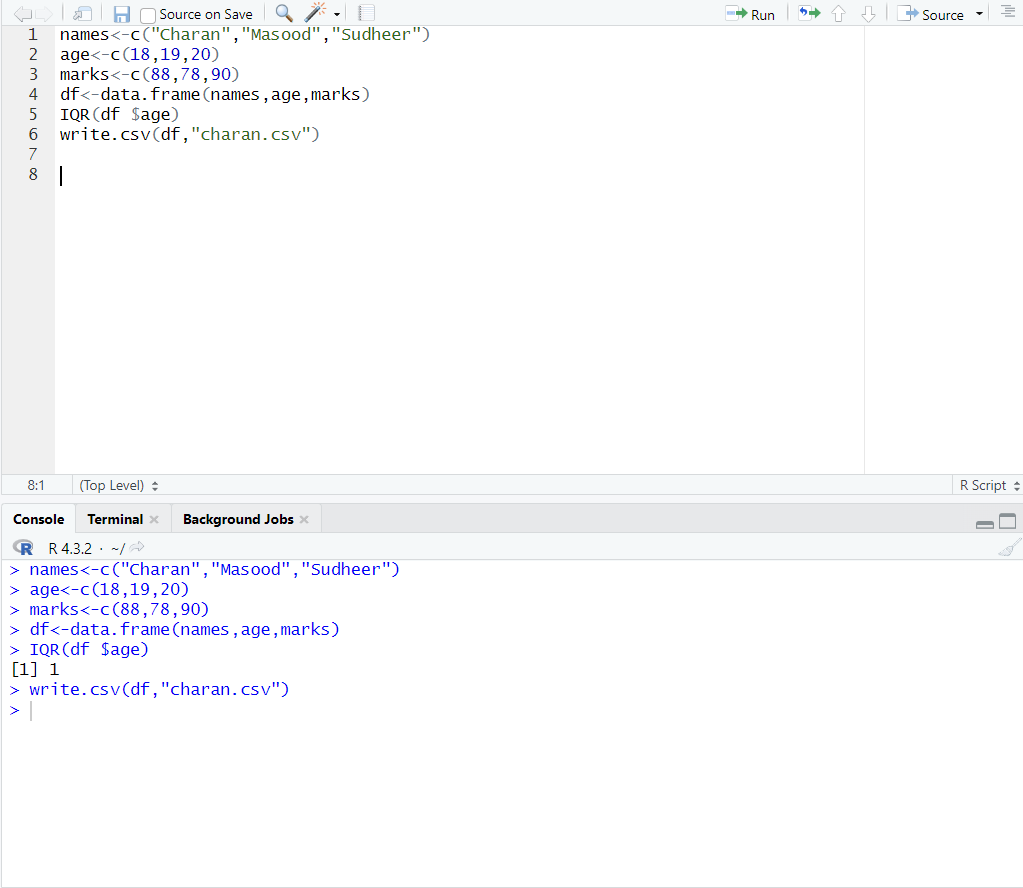 Source on Save Run Source
1 names<-c("Charan","Masood","Sudheer")
2 age<-c(18,19,20)
3 marks<-c(88,78,90)
4 df<-data.frame(names,age,marks)
5 IQR(df $age)
6 write.csv(df,"charan.csv")
7
8
8:1 (Top Level) R Script
Console Terminal Background Jobs
R R 4.3.2 · ~/
> names<-c("Charan","Masood","Sudheer")
> age<-c(18,19,20)
> marks<-c(88,78,90)
> df<-data.frame(names,age,marks)
> IQR(df $age)
[1] 1
> write.csv(df,"charan.csv")
>